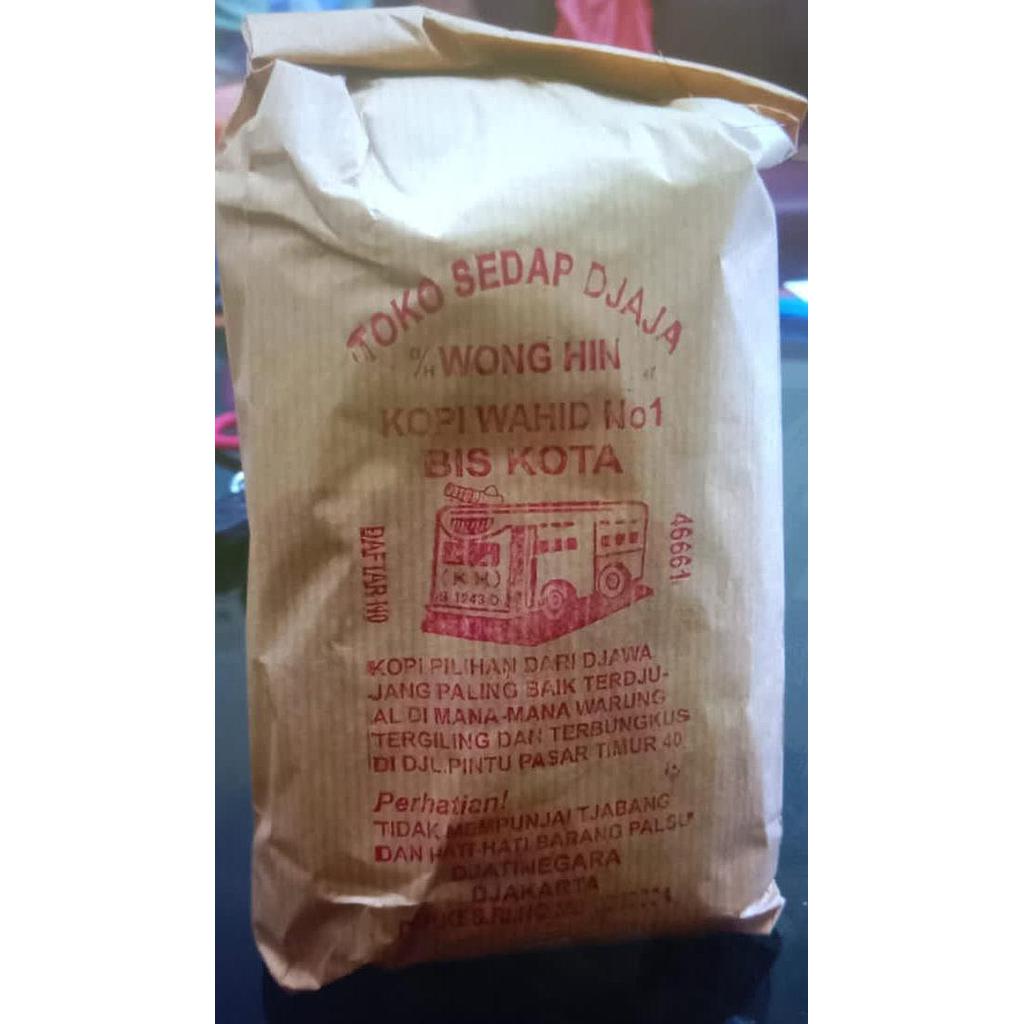 TOKO SEDAP DJAJA
WONG HIN
KOPI WAHID No1
BIS KOTA
DAFTAR NO
46661
(K H)
B 1243 D
KOPI PILIHAN DARI DJAWA
JANG PALING BAIK TERDJU-
AL DI MANA-MANA WARUNG
TERGILING DAN TERBUNGKUS
DI DJL.PINTU PASAR TIMUR 40
Perhatian!
TIDAK MEMPUNJAI TJABANG
DAN HATI-HATI BARANG PALSU
DJATINEGARA
DJAKARTA